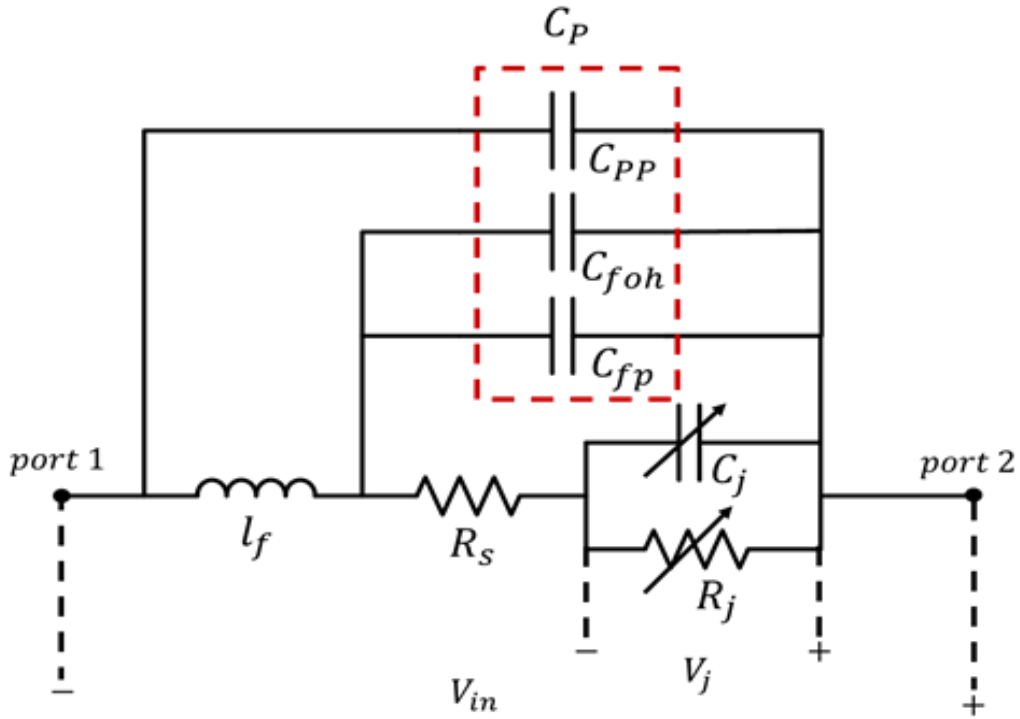 C_P
C_PP
C_foh
C_fp
port 1
C_j
port 2
l_f
R_s
R_j
− V_j +
− V_in +